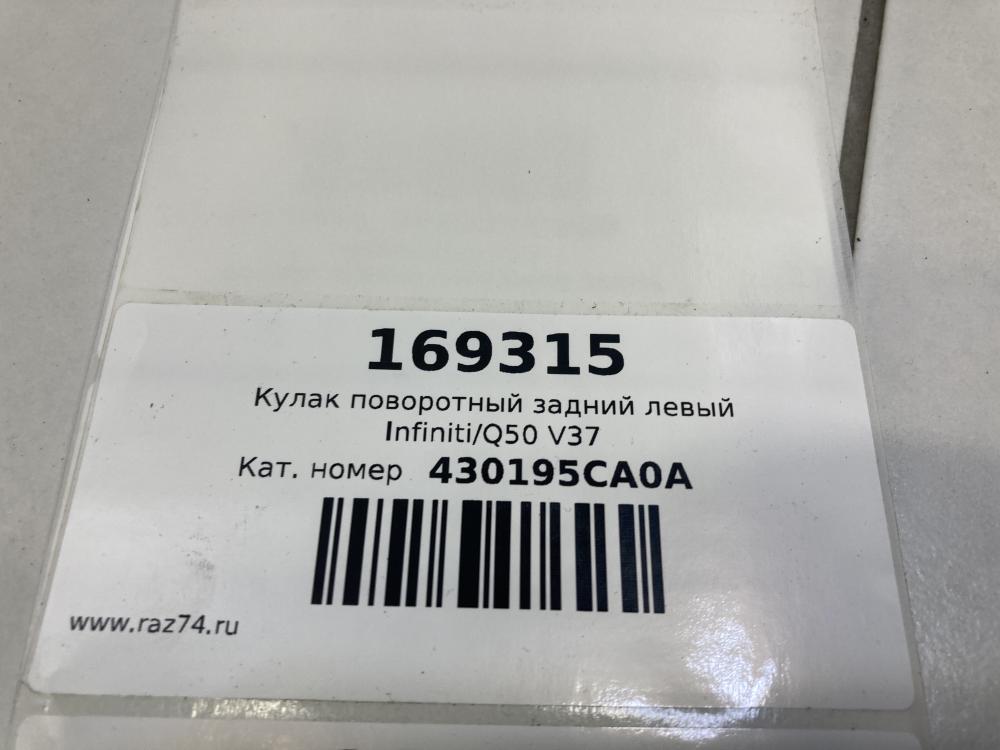 169315
Кулак поворотный задний левый
Infiniti/Q50 V37
Кат. номер 430195CA0A
www.raz74.ru